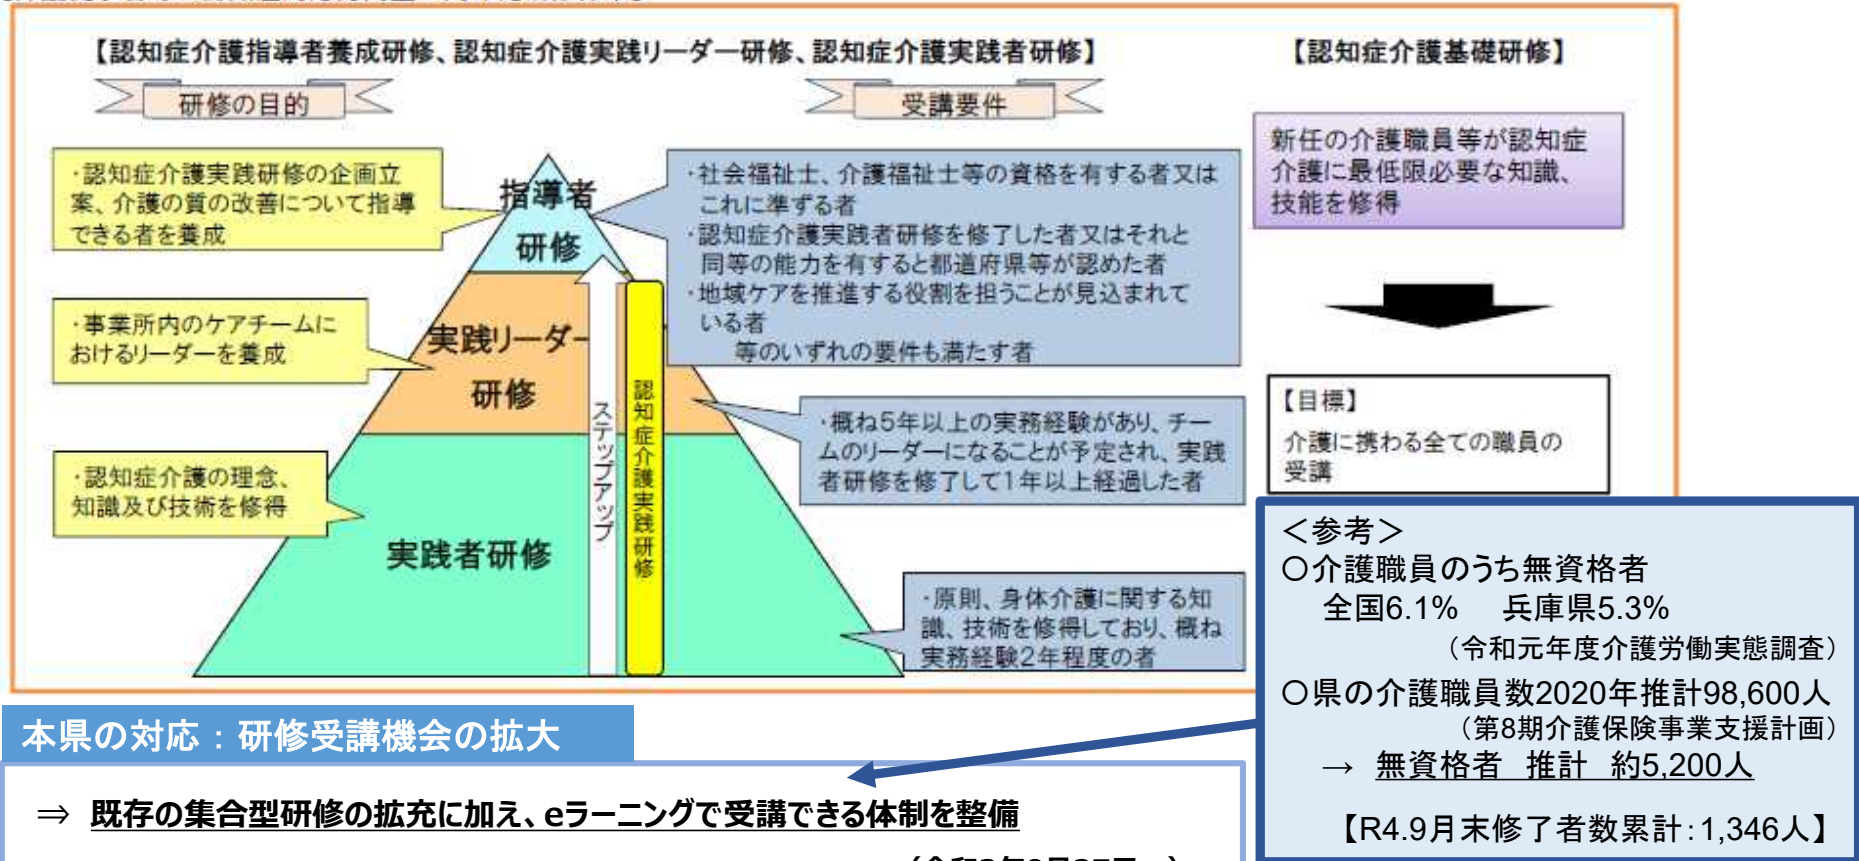 【認知症介護指導者養成研修、認知症介護実践リーダー研修、認知症介護実践者研修】
研修の目的
受講要件
・認知症介護実践研修の企画立
案、介護の質の改善について指導
できる者を養成
・事業所内のケアチームに
おけるリーダーを養成
・認知症介護の理念、
知識及び技術を修得
指導者
研修
実践リーダー
研修
実践者研修
ステップアップ
認知症介護実践研修
・社会福祉士、介護福祉士等の資格を有する者又は
これに準ずる者
・認知症介護実践者研修を修了した者又はそれと
同等の能力を有すると都道府県等が認めた者
・地域ケアを推進する役割を担うことが見込まれて
いる者
等のいずれの要件も満たす者
・概ね5年以上の実務経験があり、チー
ムのリーダーになることが予定され、実践
者研修を修了して1年以上経過した者
・原則、身体介護に関する知
識、技術を修得しており、概ね
実務経験2年程度の者
【認知症介護基礎研修】
新任の介護職員等が認知症
介護に最低限必要な知識、
技能を修得
【目標】
介護に携わる全ての職員の
受講
＜参考＞
〇介護職員のうち無資格者
全国6.1%　兵庫県5.3%
（令和元年度介護労働実態調査）
〇県の介護職員数2020年推計98,600人
（第8期介護保険事業支援計画）
→ 無資格者　推計　約5,200人
【R4.9月末修了者数累計：1,346人】
本県の対応：研修受講機会の拡大
⇒ 既存の集合型研修の拡充に加え、eラーニングで受講できる体制を整備